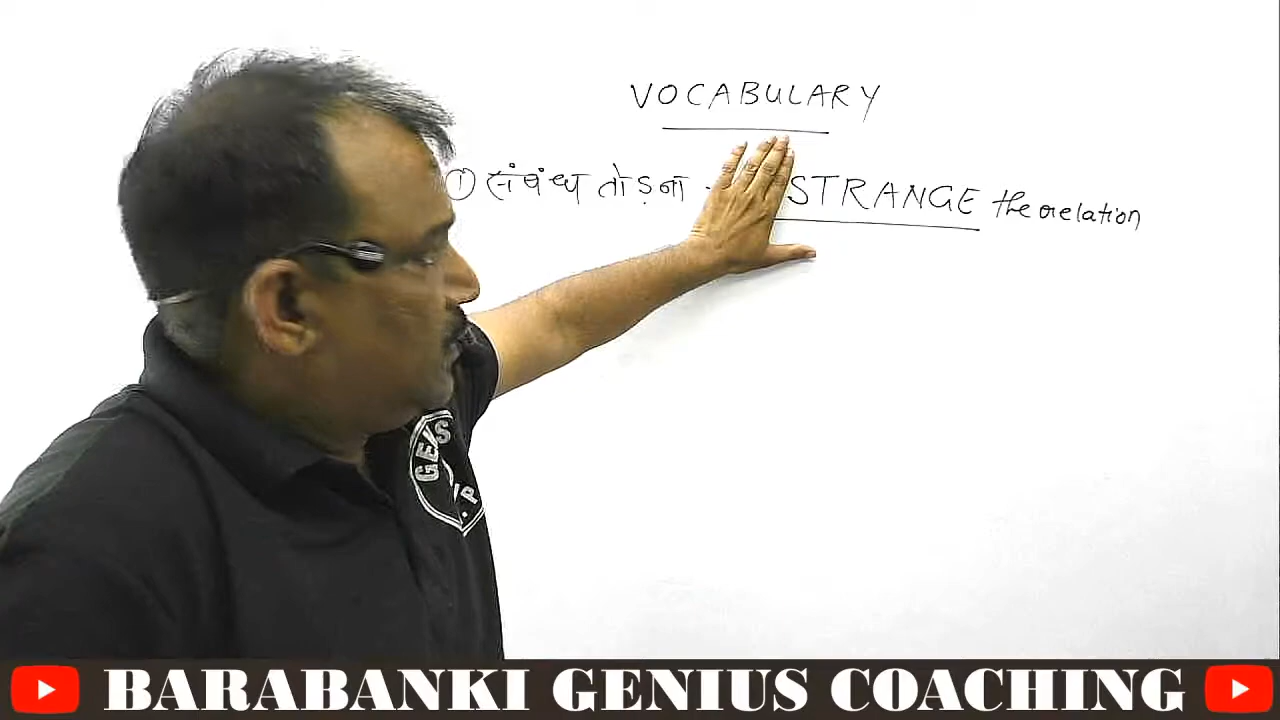 VOCABULARY
① संबंध तोड़ना - STRANGE the relation
GENIUS
BARABANKI GENIUS COACHING